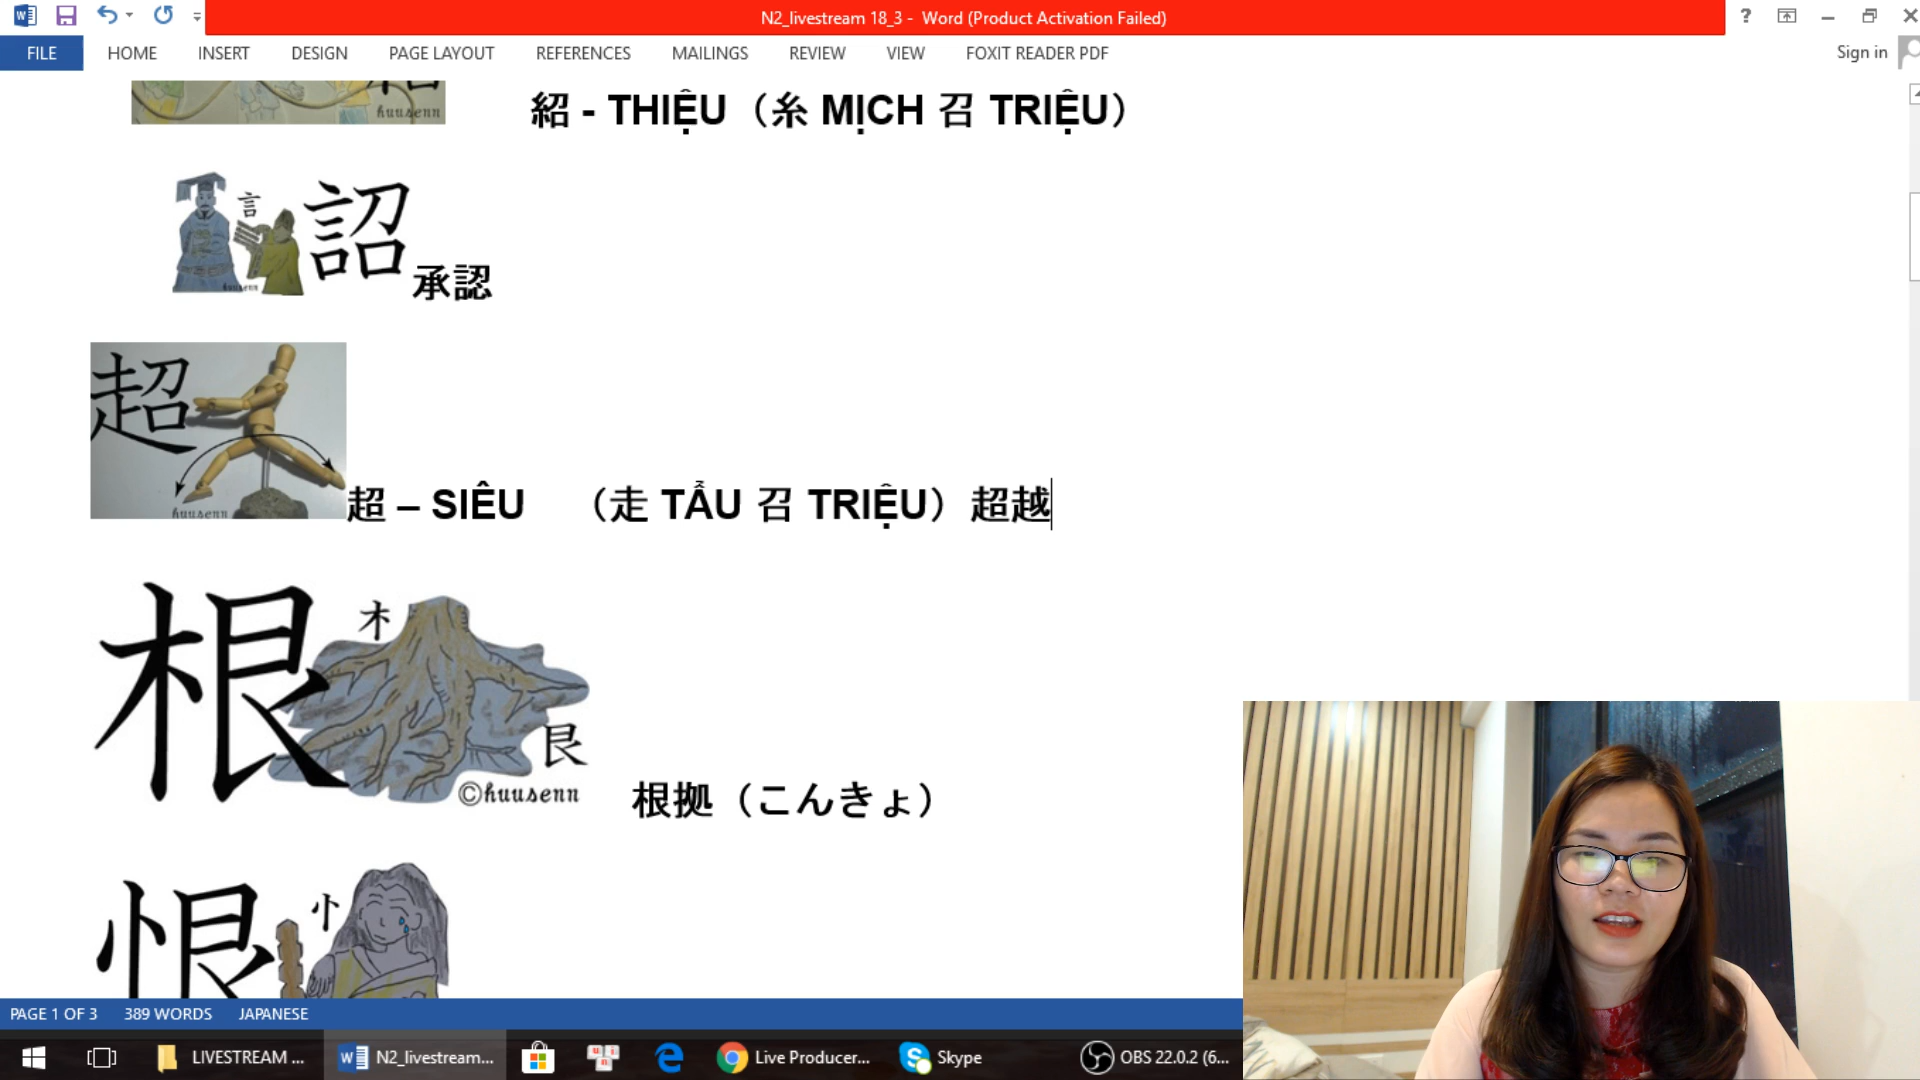 N2_livestream 18_3 - Word (Product Activation Failed)
FILE HOME INSERT DESIGN PAGE LAYOUT REFERENCES MAILINGS REVIEW VIEW FOXIT READER PDF Sign in
huusenn
紹 - THIỆU（糸 MỊCH 召 TRIỆU）
言
詔
huusenn
承認
超
huusenn
超 – SIÊU （走 TẨU 召 TRIỆU）超越
根
木
艮
©huusenn
根拠（こんきょ）
恨
忄
PAGE 1 OF 3 389 WORDS JAPANESE
LIVESTREAM ... N2_livestream... Live Producer... Skype OBS 22.0.2 (6...